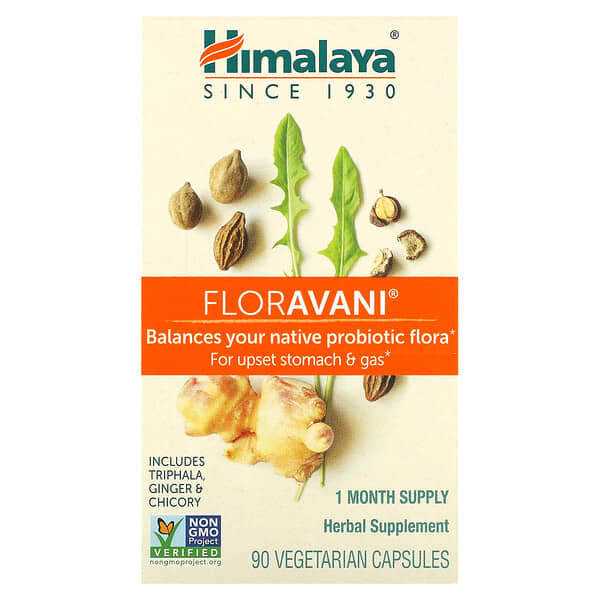 Himalaya®
SINCE 1930
FLORAVANI®
Balances your native probiotic flora*
For upset stomach & gas*
INCLUDES
TRIPHALA,
GINGER &
CHICORY
1 MONTH SUPPLY
Herbal Supplement
NON
GMO
Project
VERIFIED
nongmoproject.org
90 VEGETARIAN CAPSULES